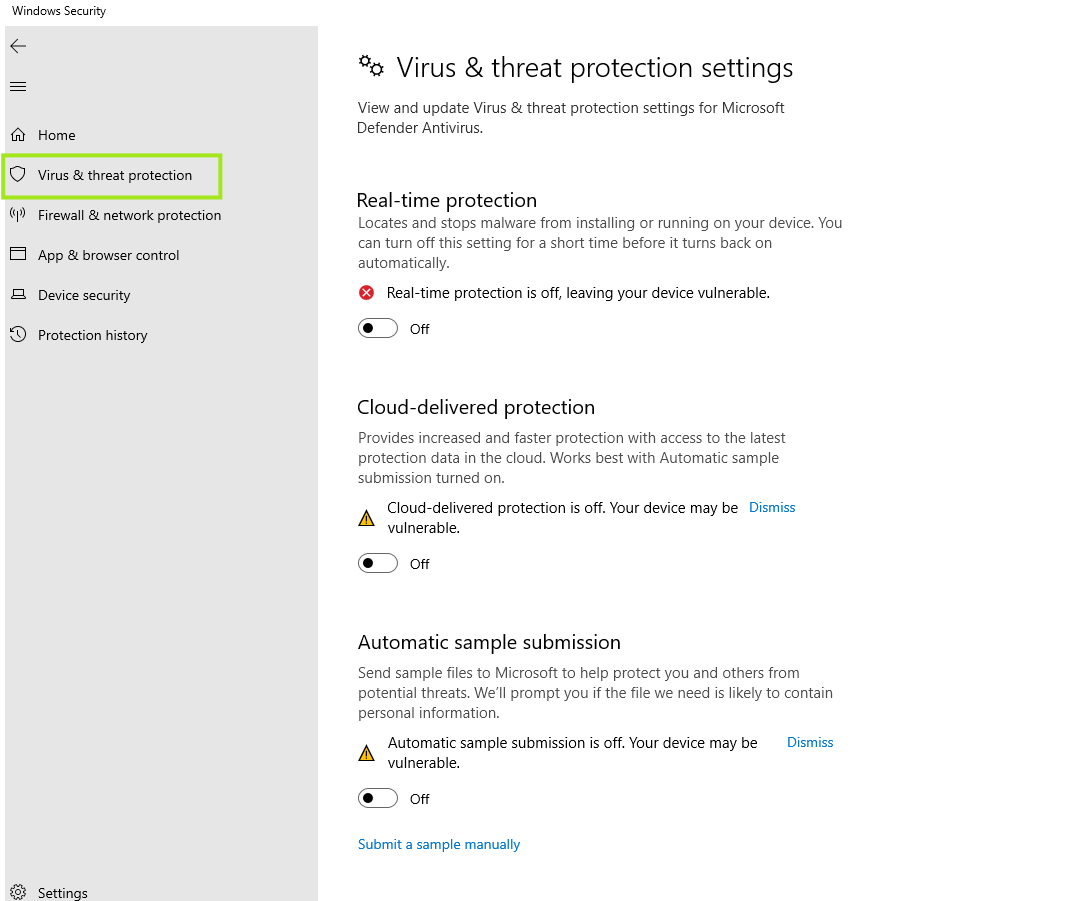 Windows Security
Home
Virus & threat protection
Firewall & network protection
App & browser control
Device security
Protection history
Settings
Virus & threat protection settings
View and update Virus & threat protection settings for Microsoft
Defender Antivirus.
Real-time protection
Locates and stops malware from installing or running on your device. You
can turn off this setting for a short time before it turns back on
automatically.
Real-time protection is off, leaving your device vulnerable.
Off
Cloud-delivered protection
Provides increased and faster protection with access to the latest
protection data in the cloud. Works best with Automatic sample
submission turned on.
Cloud-delivered protection is off. Your device may be Dismiss
vulnerable.
Off
Automatic sample submission
Send sample files to Microsoft to help protect you and others from
potential threats. We’ll prompt you if the file we need is likely to contain
personal information.
Automatic sample submission is off. Your device may be Dismiss
vulnerable.
Off
Submit a sample manually